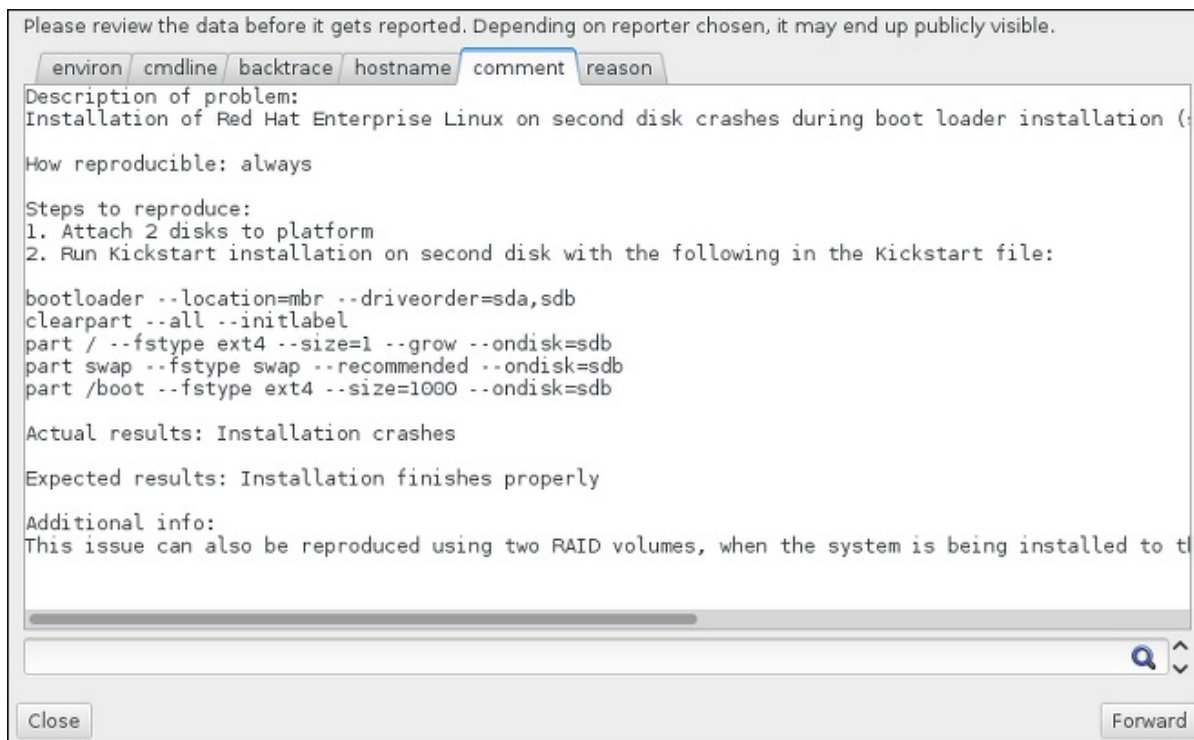 Please review the data before it gets reported. Depending on reporter chosen, it may end up publicly visible.
environ cmdline backtrace hostname comment reason
Description of problem:
Installation of Red Hat Enterprise Linux on second disk crashes during boot loader installation (
How reproducible: always
Steps to reproduce:
1. Attach 2 disks to platform
2. Run Kickstart installation on second disk with the following in the Kickstart file:
bootloader --location=mbr --driveorder=sda,sdb
clearpart --all --initlabel
part / --fstype ext4 --size=1 --grow --ondisk=sdb
part swap --fstype swap --recommended --ondisk=sdb
part /boot --fstype ext4 --size=1000 --ondisk=sdb
Actual results: Installation crashes
Expected results: Installation finishes properly
Additional info:
This issue can also be reproduced using two RAID volumes, when the system is being installed to
Close Forward